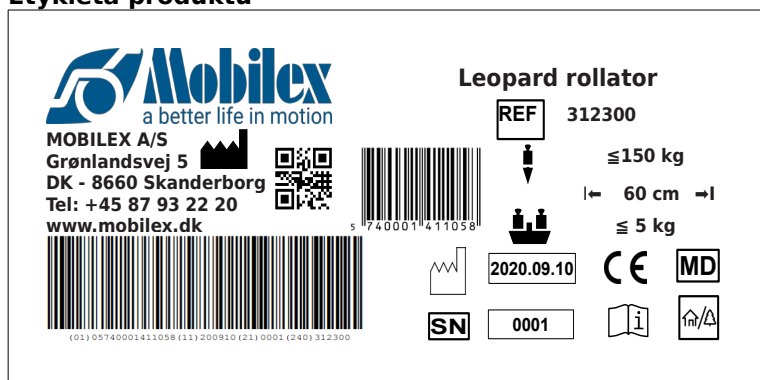 Etykieta produktu
Mobilex
a better life in motion
MOBILEX A/S
Grønlandsvej 5
DK - 8660 Skanderborg
Tel: +45 87 93 22 20
www.mobilex.dk
5 740001 411058
(01)05740001411058(11)200910(21)0001(240)312300
Leopard rollator
REF 312300
≦150 kg
60 cm
≦ 5 kg
2020.09.10 CE MD
SN 0001